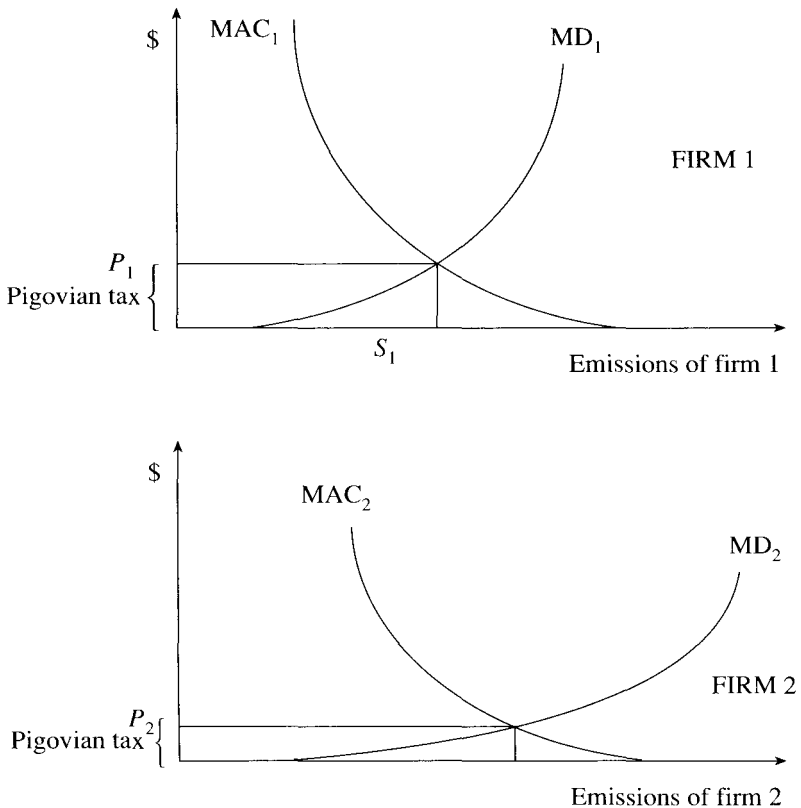 $
MAC₁
MD₁
FIRM 1
P₁
Pigovian tax
S₁
Emissions of firm 1
$
MAC₂
MD₂
FIRM 2
P₂
Pigovian tax
Emissions of firm 2